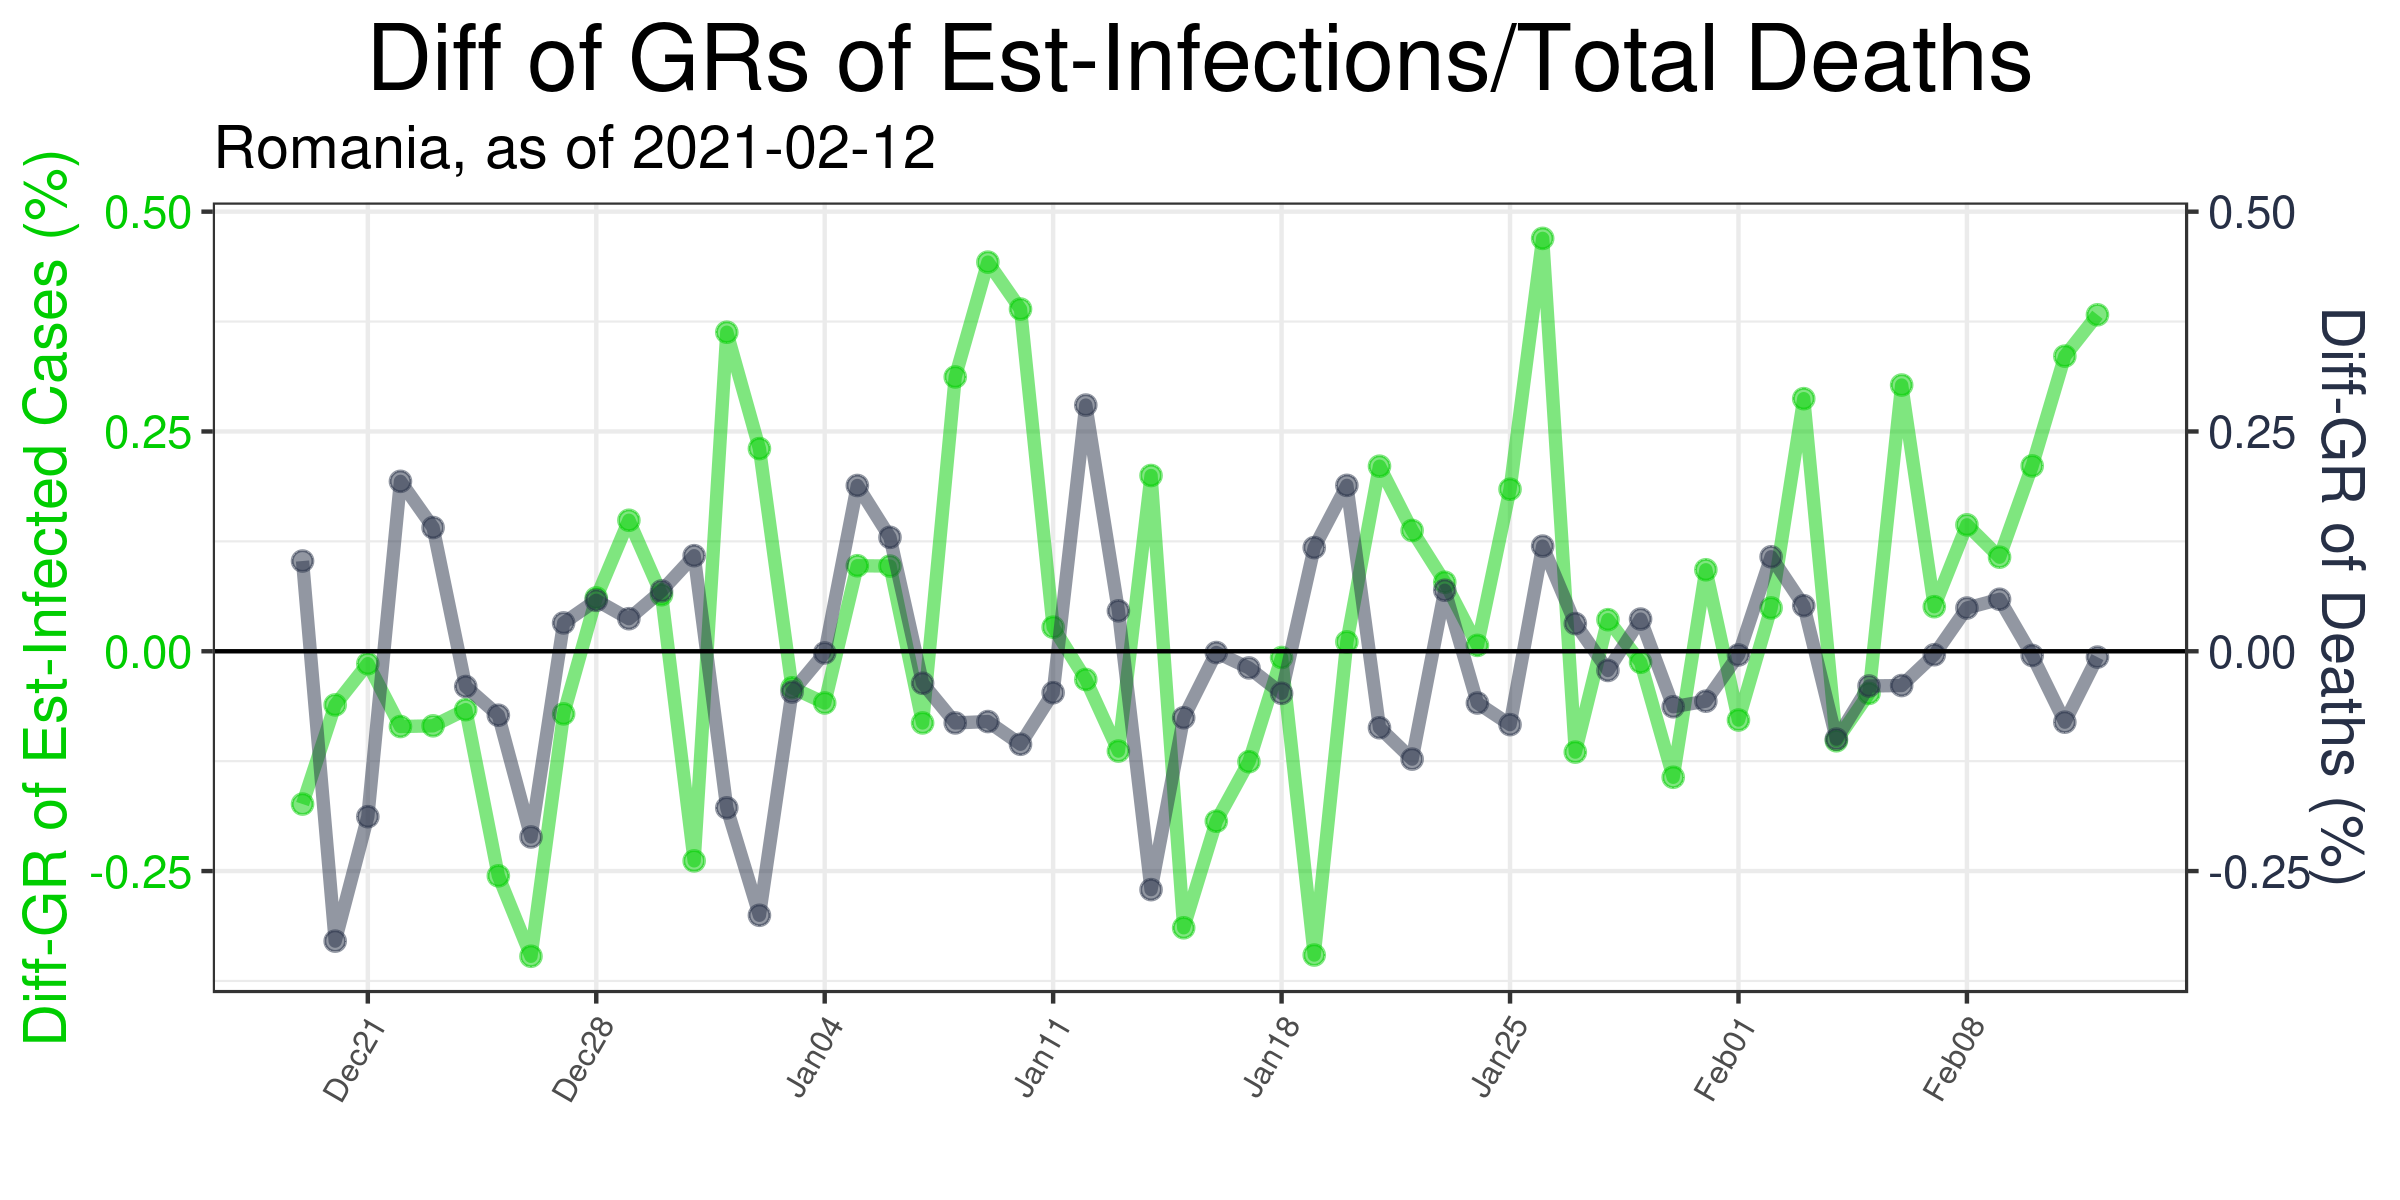 Diff of GRs of Est-Infections/Total Deaths
Romania, as of 2021-02-12
Diff-GR of Est-Infected Cases (%)
0.50
0.25
0.00
-0.25
0.50
0.25
0.00
-0.25
Diff-GR of Deaths (%)
Dec21
Dec28
Jan04
Jan11
Jan18
Jan25
Feb01
Feb08